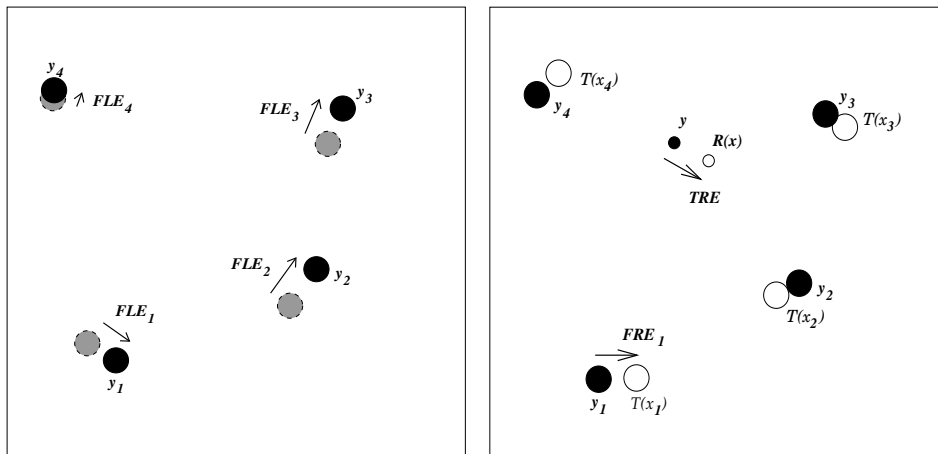 y4
FLE4
FLE3
y3
FLE2
y2
FLE1
y1
T(x4)
y4
y3
T(x3)
y
R(x)
TRE
y2
T(x2)
FRE1
y1
T(x1)